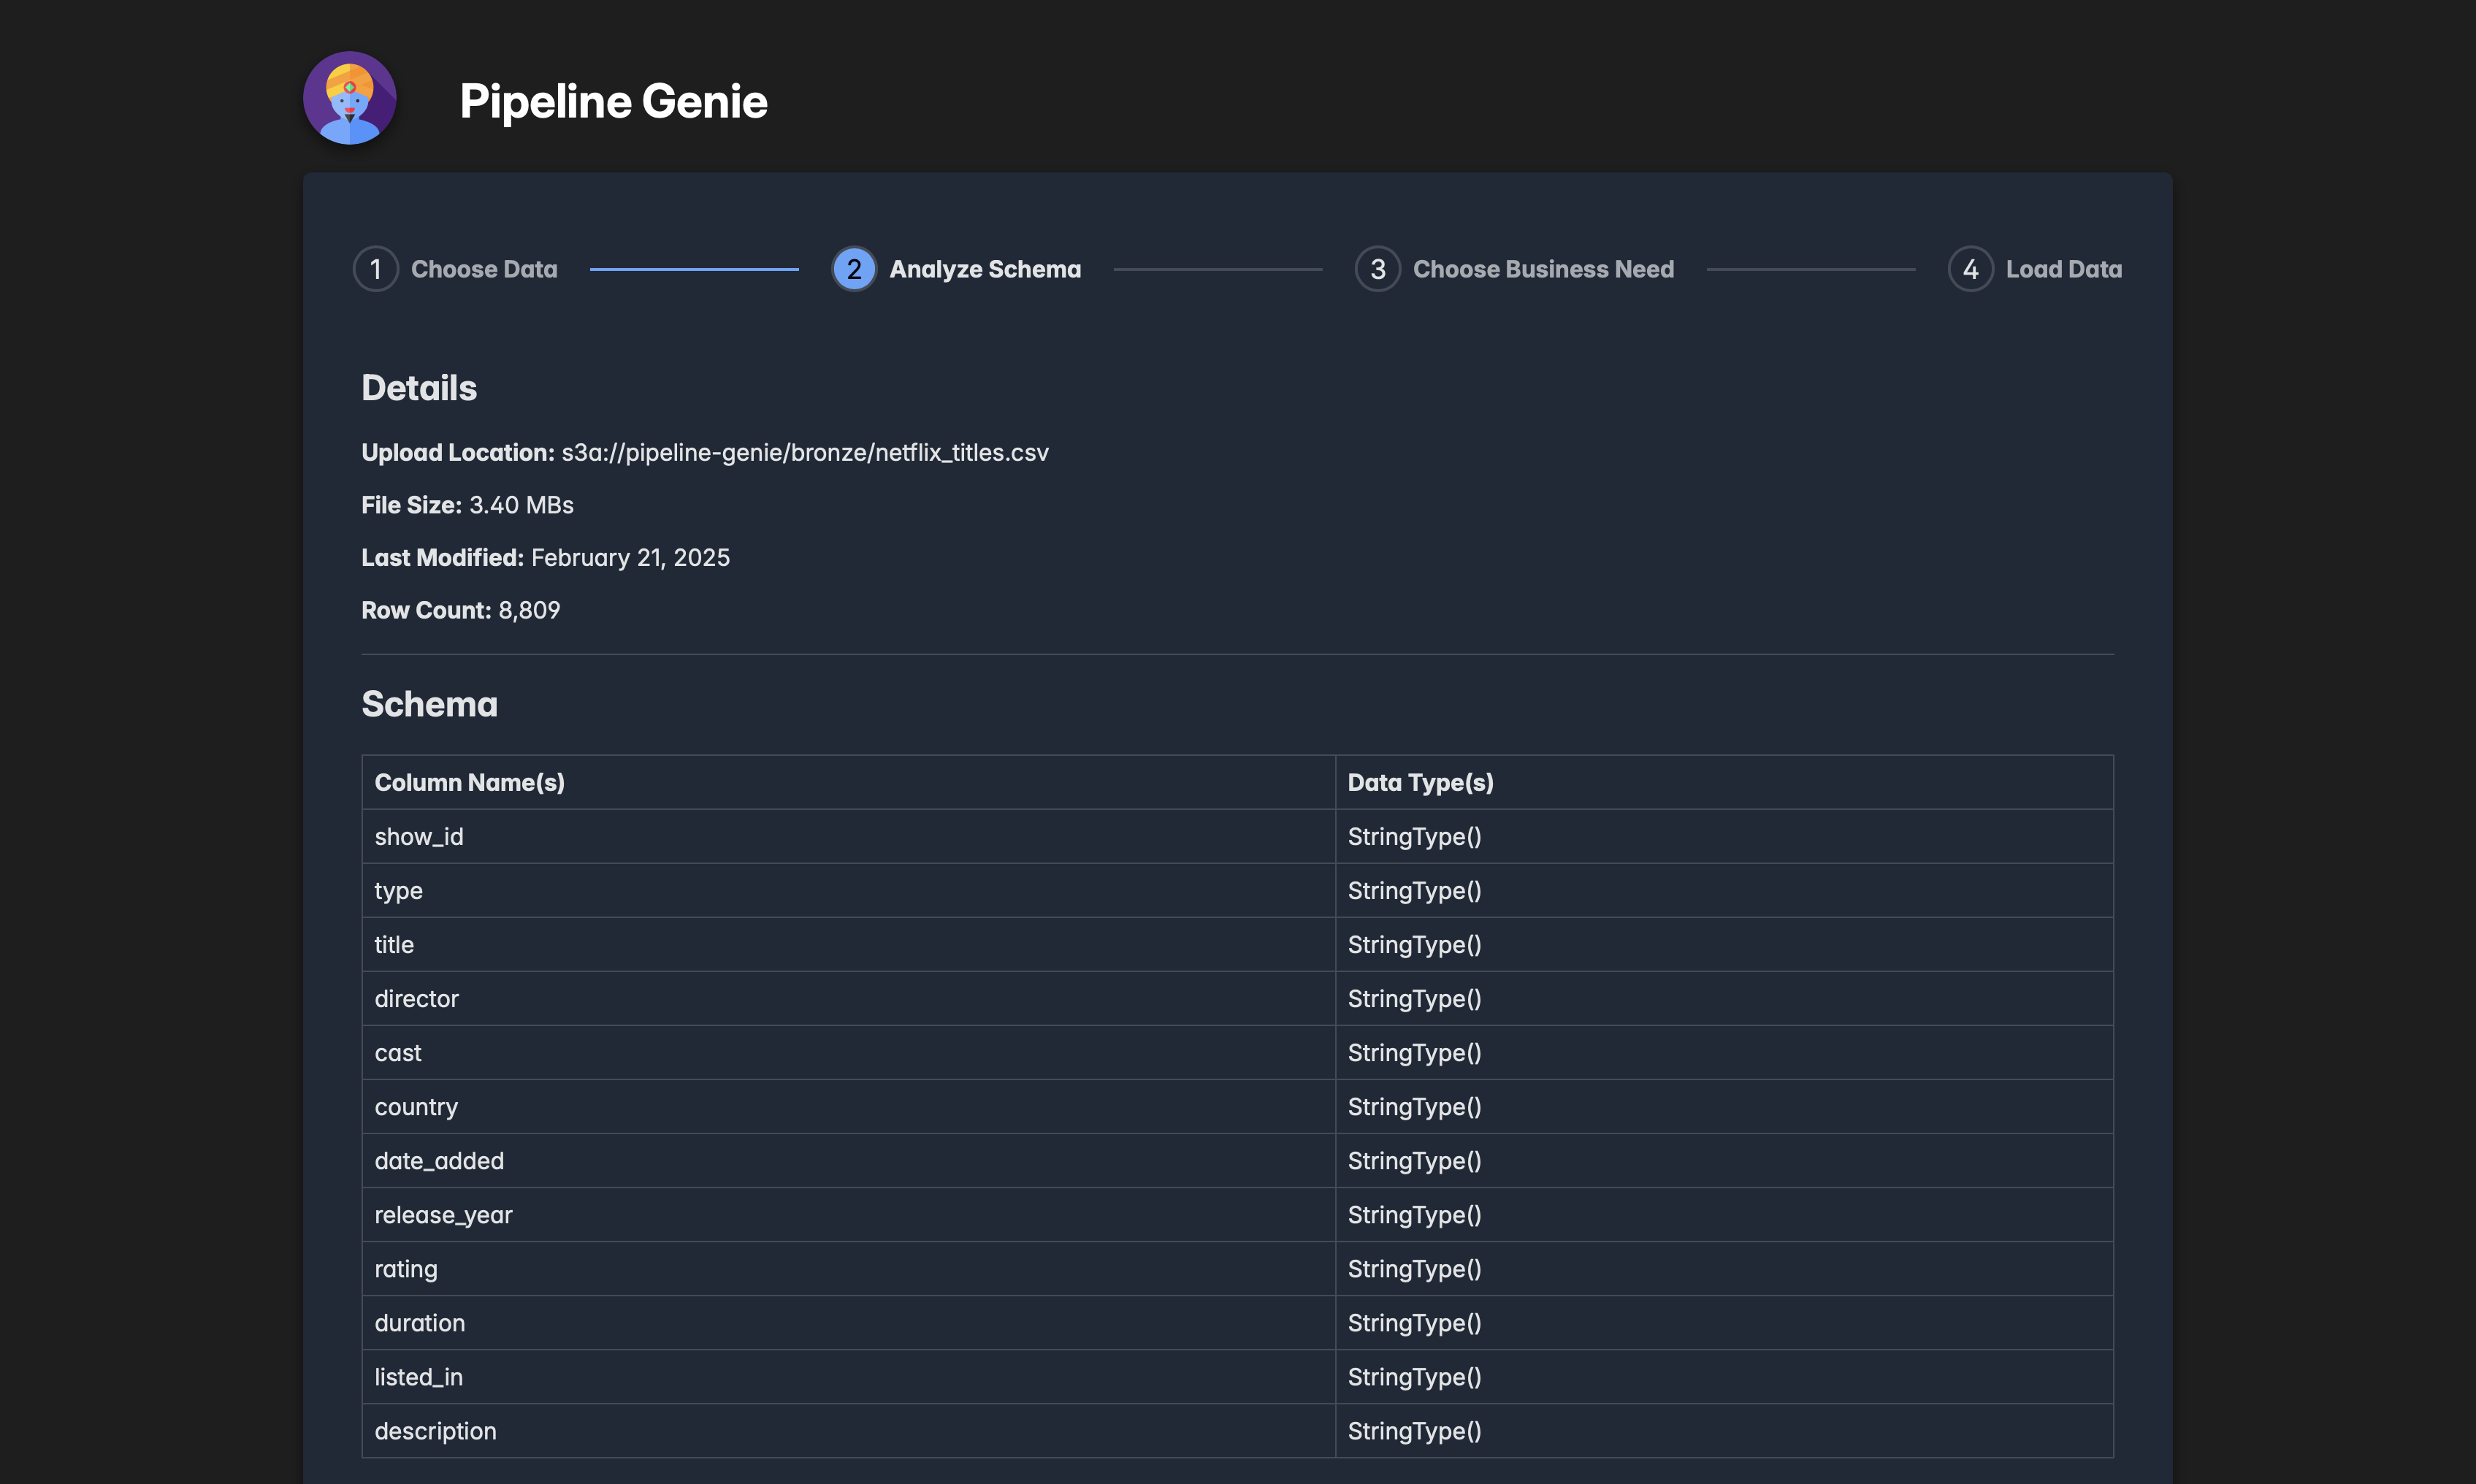 Pipeline Genie
1 Choose Data 2 Analyze Schema 3 Choose Business Need 4 Load Data
Details
Upload Location: s3a://pipeline-genie/bronze/netflix_titles.csv
File Size: 3.40 MBs
Last Modified: February 21, 2025
Row Count: 8,809
Schema
Column Name(s) Data Type(s)
show_id StringType()
type StringType()
title StringType()
director StringType()
cast StringType()
country StringType()
date_added StringType()
release_year StringType()
rating StringType()
duration StringType()
listed_in StringType()
description StringType()